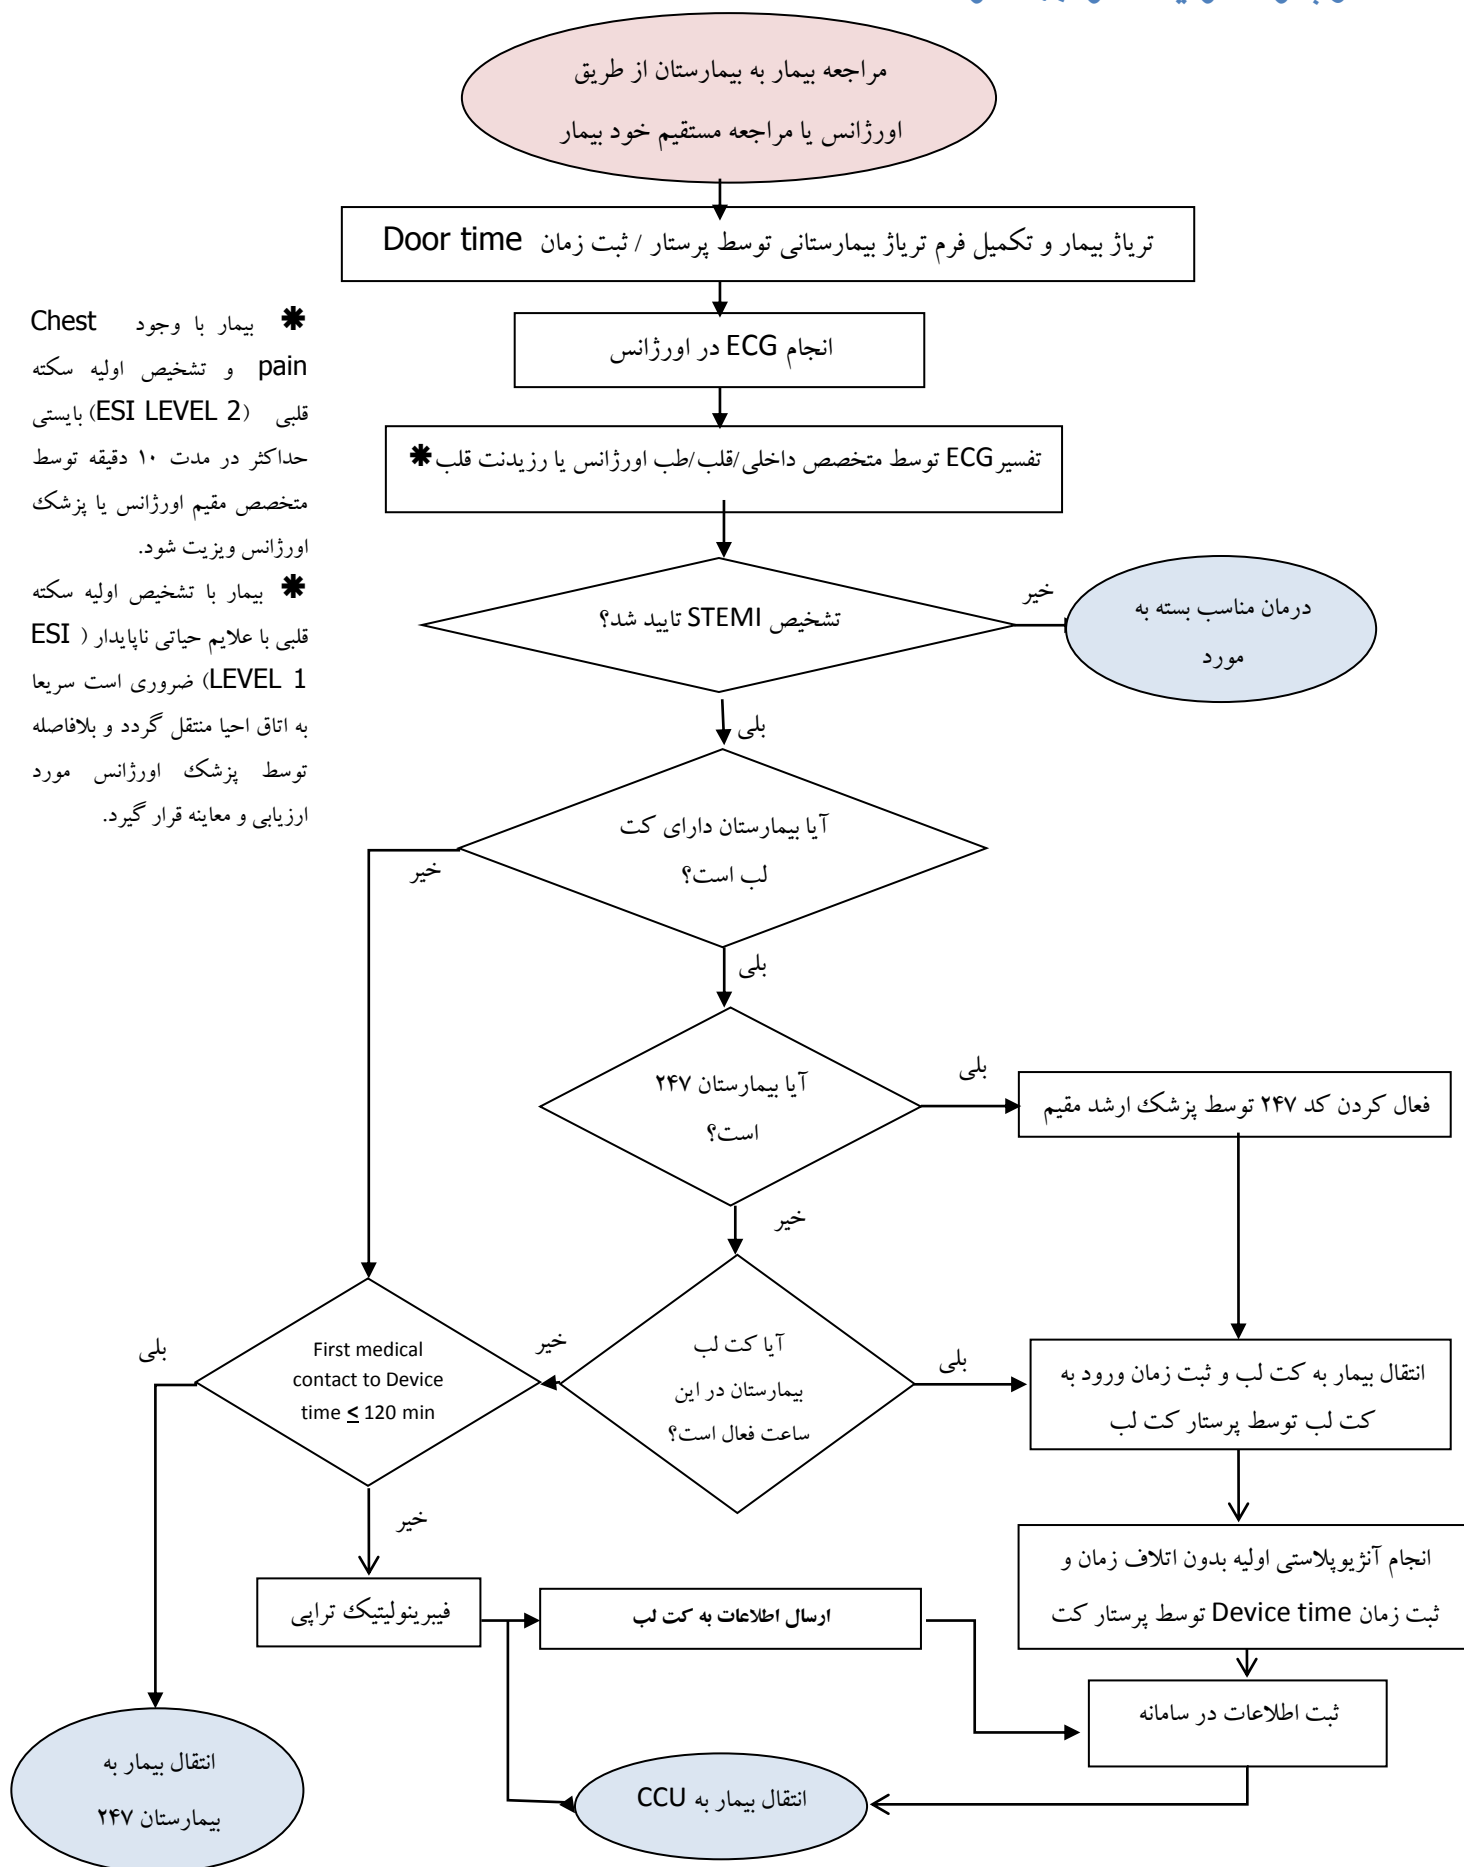 مراجعه بیمار به بیمارستان از طریق
اورژانس یا مراجعه مستقیم خود بیمار
تریاژ بیمار و تکمیل فرم تریاژ بیمارستانی توسط پرستار / ثبت زمان Door time
انجام ECG در اورژانس
تفسیر ECG توسط متخصص داخلی/قلب/طب اورژانس یا رزیدنت قلب ✱
✱ بیمار با وجود Chest
pain و تشخیص اولیه سکته
قلبی (ESI LEVEL 2) بایستی
حداکثر در مدت ۱۰ دقیقه توسط
متخصص مقیم اورژانس یا پزشک
اورژانس ویزیت شود.
✱ بیمار با تشخیص اولیه سکته
قلبی با علایم حیاتی ناپایدار ( ESI
LEVEL 1) ضروری است سریعا
به اتاق احیا منتقل گردد و بلافاصله
توسط پزشک اورژانس مورد
ارزیابی و معاینه قرار گیرد.
تشخیص STEMI تایید شد؟
خیر
درمان مناسب بسته به
مورد
بلی
آیا بیمارستان دارای کت
لب است؟
خیر
بلی
آیا بیمارستان ۲۴۷
است؟
بلی
فعال کردن کد ۲۴۷ توسط پزشک ارشد مقیم
خیر
آیا کت لب
بیمارستان در این
ساعت فعال است؟
بلی
خیر
انتقال بیمار به کت لب و ثبت زمان ورود به
کت لب توسط پرستار کت لب
First medical
contact to Device
time ≤ 120 min
بلی
خیر
انجام آنژیوپلاستی اولیه بدون اتلاف زمان و
ثبت زمان Device time توسط پرستار کت
فیبرینولیتیک تراپی
ارسال اطلاعات به کت لب
ثبت اطلاعات در سامانه
انتقال بیمار به
بیمارستان ۲۴۷
انتقال بیمار به CCU